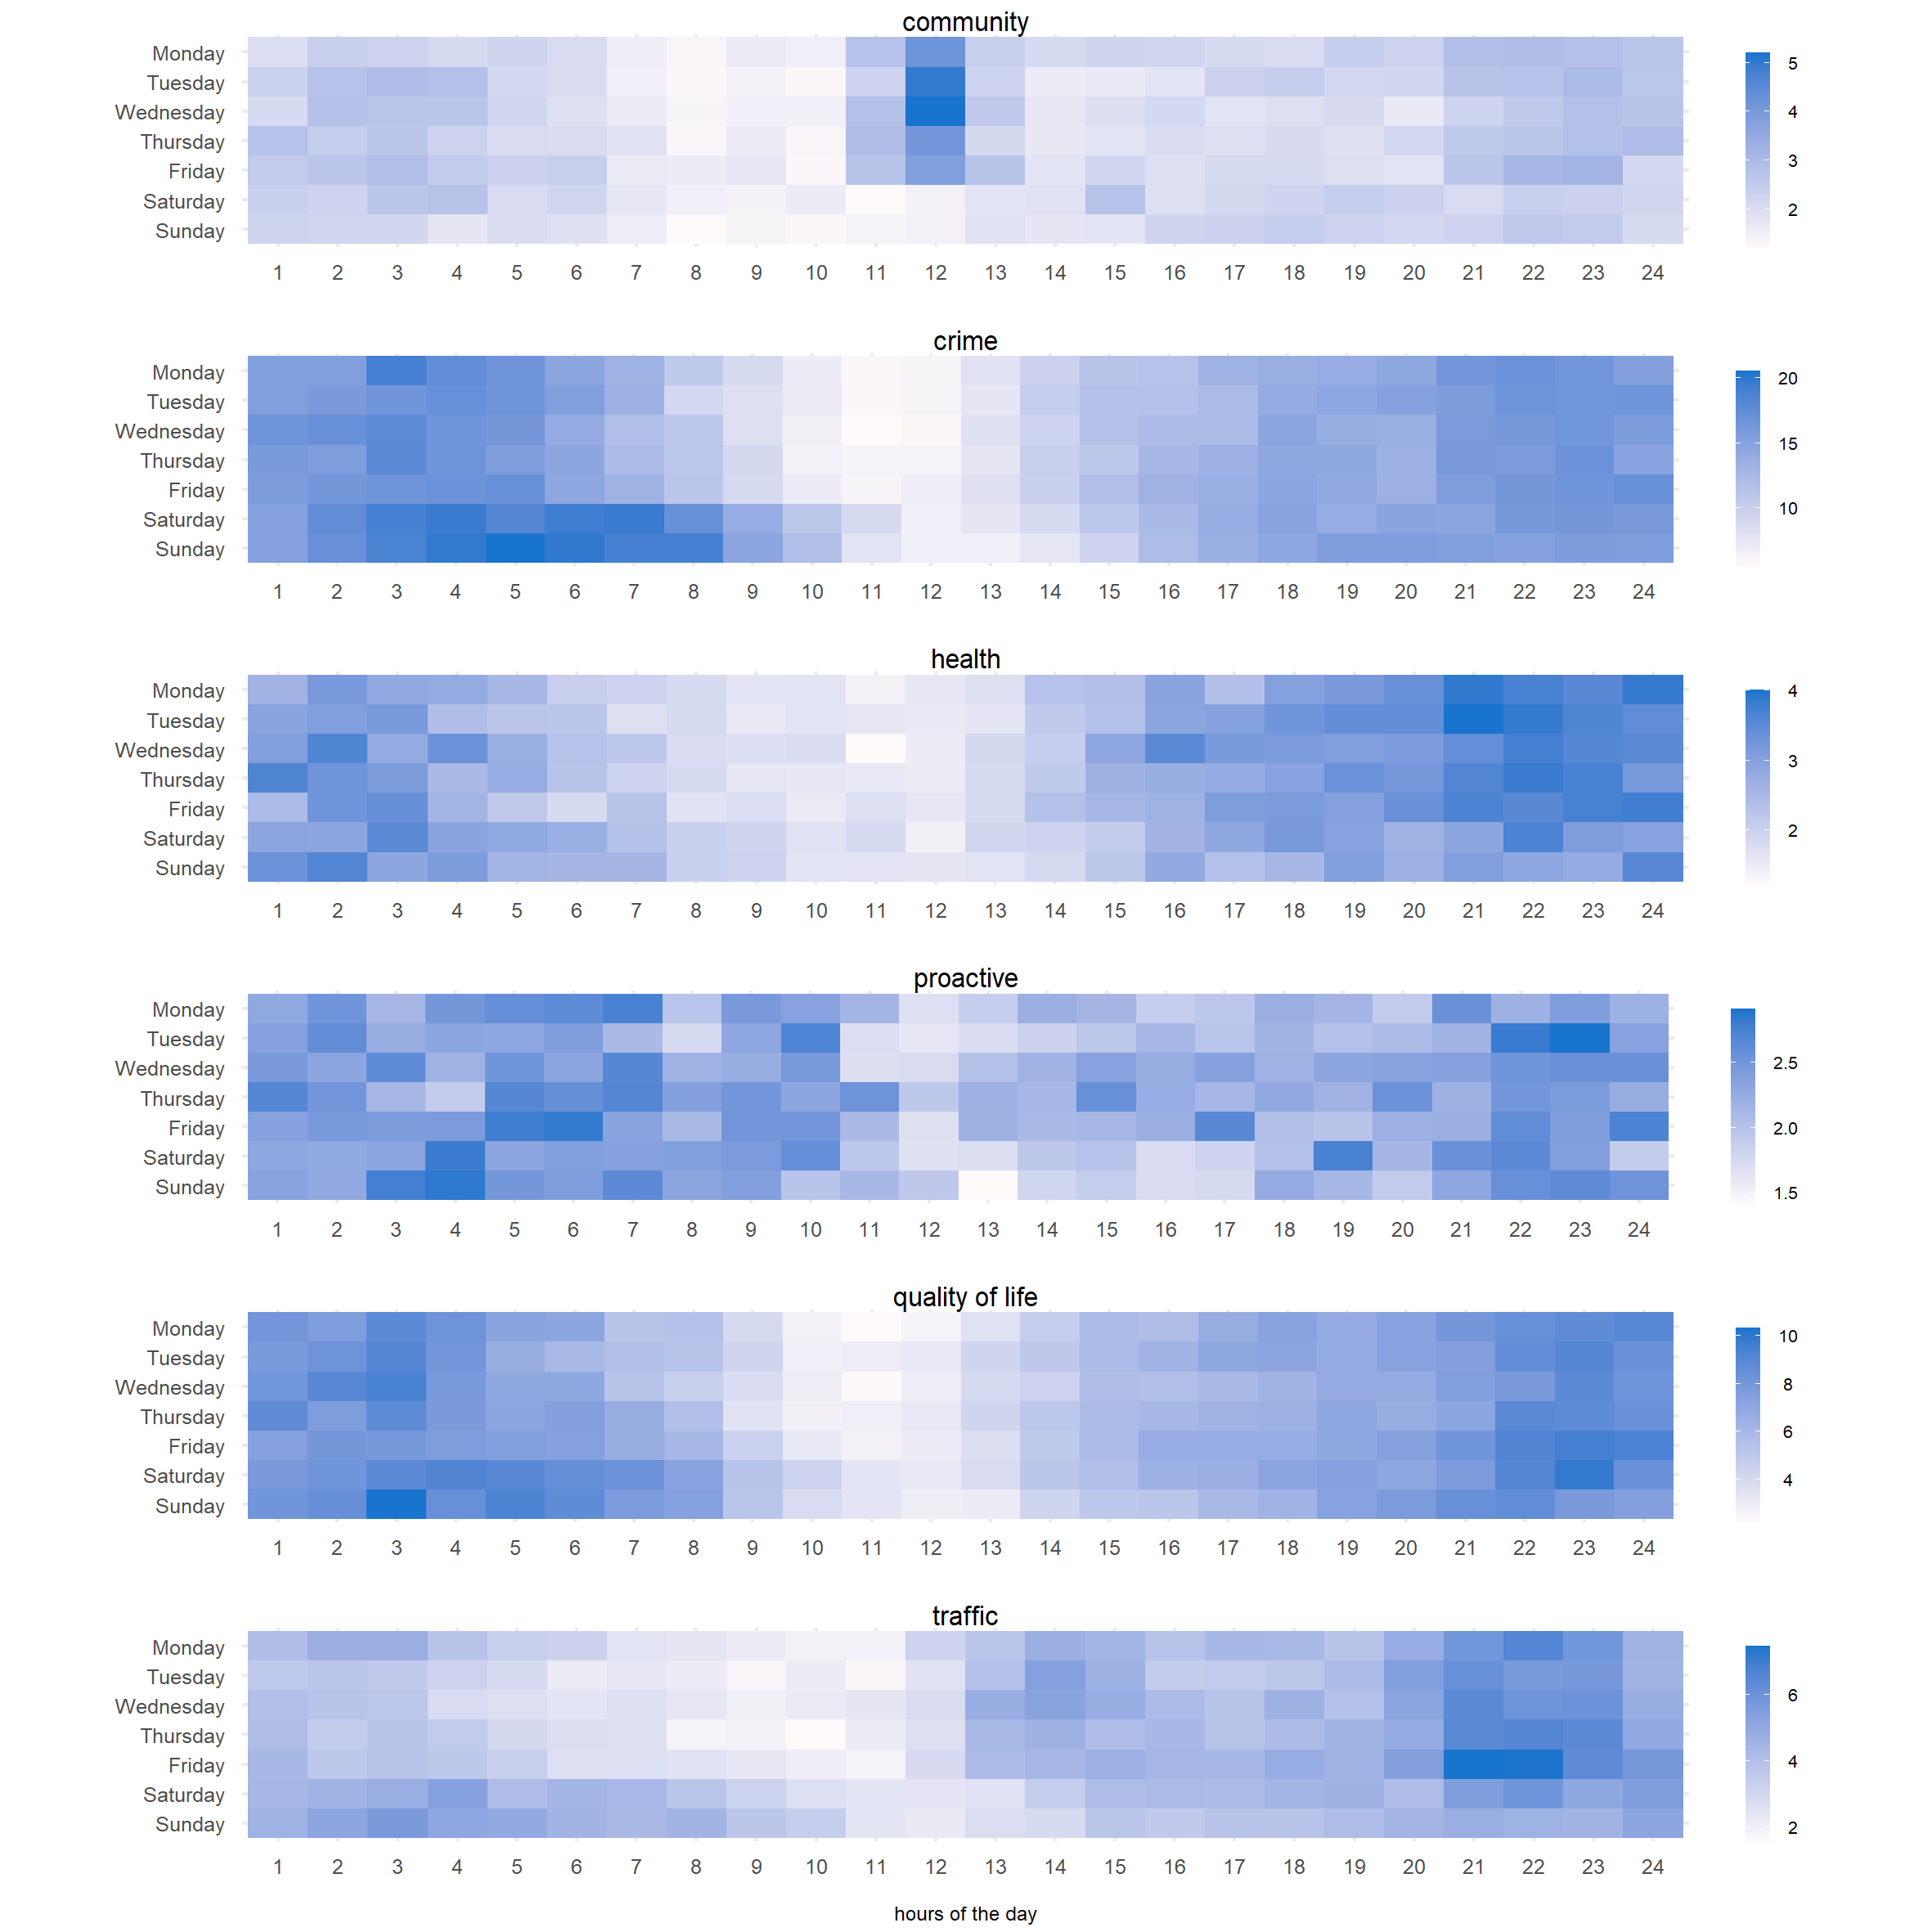 community
Monday
Tuesday
Wednesday
Thursday
Friday
Saturday
Sunday
1 2 3 4 5 6 7 8 9 10 11 12 13 14 15 16 17 18 19 20 21 22 23 24
5
4
3
2
crime
Monday
Tuesday
Wednesday
Thursday
Friday
Saturday
Sunday
1 2 3 4 5 6 7 8 9 10 11 12 13 14 15 16 17 18 19 20 21 22 23 24
20
15
10
health
Monday
Tuesday
Wednesday
Thursday
Friday
Saturday
Sunday
1 2 3 4 5 6 7 8 9 10 11 12 13 14 15 16 17 18 19 20 21 22 23 24
4
3
2
proactive
Monday
Tuesday
Wednesday
Thursday
Friday
Saturday
Sunday
1 2 3 4 5 6 7 8 9 10 11 12 13 14 15 16 17 18 19 20 21 22 23 24
2.5
2.0
1.5
quality of life
Monday
Tuesday
Wednesday
Thursday
Friday
Saturday
Sunday
1 2 3 4 5 6 7 8 9 10 11 12 13 14 15 16 17 18 19 20 21 22 23 24
10
8
6
4
traffic
Monday
Tuesday
Wednesday
Thursday
Friday
Saturday
Sunday
1 2 3 4 5 6 7 8 9 10 11 12 13 14 15 16 17 18 19 20 21 22 23 24
6
4
2
hours of the day